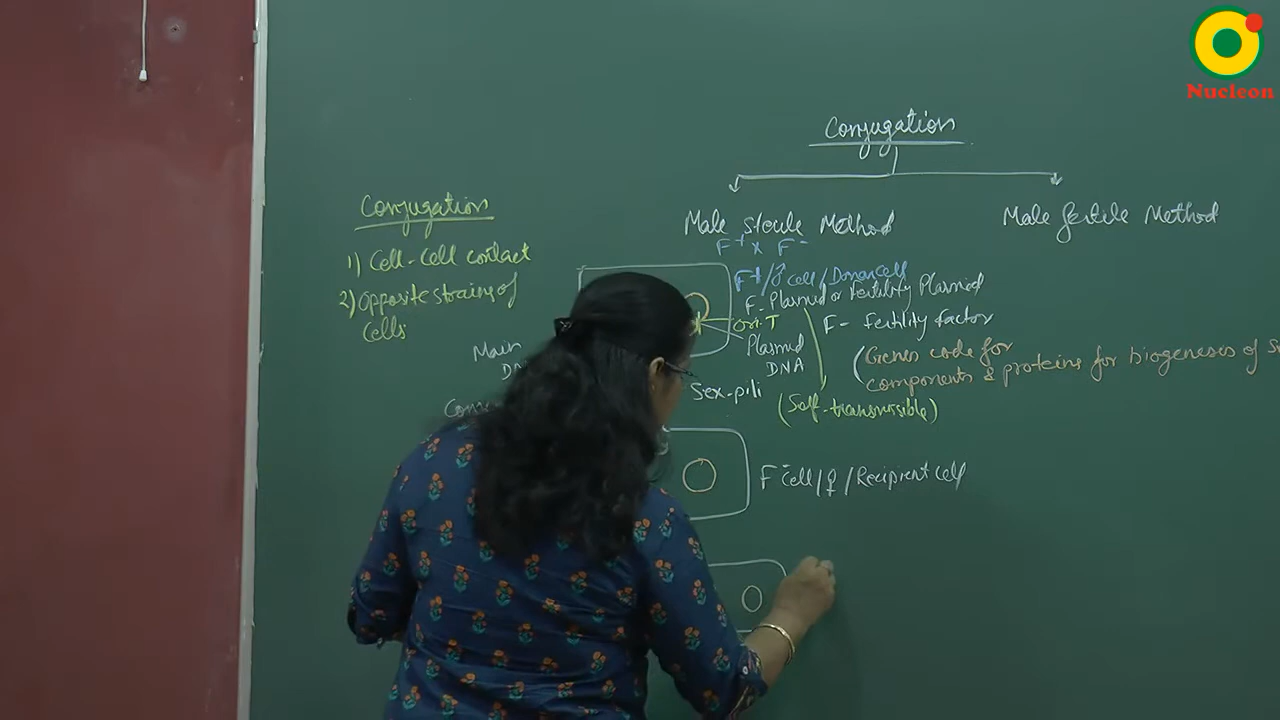 Nucleon
Conjugation
Male sterile Method
Male fertile Method
F+ x F-
Conjugation
1) Cell-cell contact
2) Opposite strains of
cells
F+/♂ cell/Donor cell
F- Plasmid or Fertility Plasmid
F- Fertility factor
Ori-T
Plasmid
DNA
(Genes code for
components & proteins for biogenesis of
(Self-transmissible)
Main
Sex-pili
F- cell/♀/Recipient cell